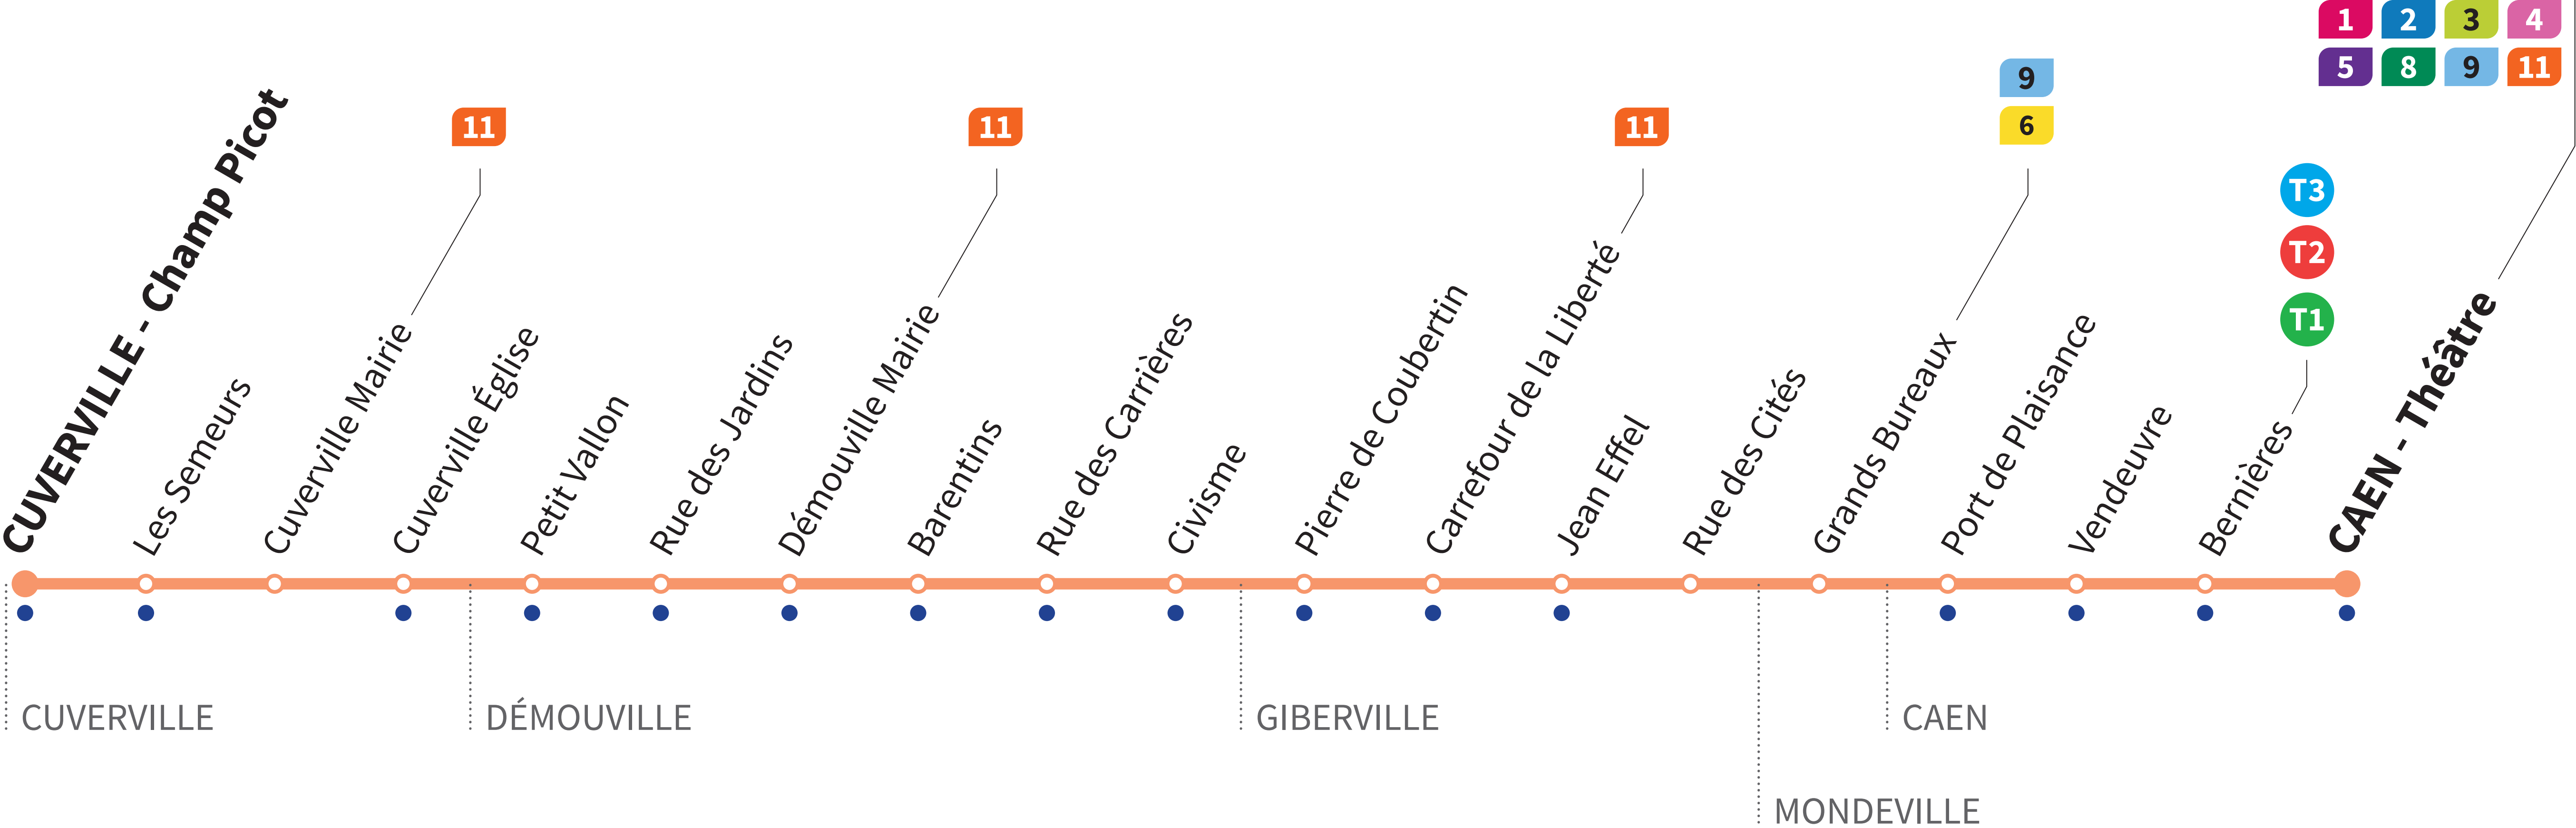 1 2 3 4
5 8 9 11
11
11
11
9
6
T3
T2
T1
CUVERVILLE - Champ Picot
Les Semeurs
Cuverville Mairie
Cuverville Église
Petit Vallon
Rue des Jardins
Démouville Mairie
Barentins
Rue des Carrières
Civisme
Pierre de Coubertin
Carrefour de la Liberté
Jean Effel
Rue des Cités
Grands Bureaux
Port de Plaisance
Vendeuvre
Bernières
CAEN - Théâtre
CUVERVILLE
DÉMOUVILLE
GIBERVILLE
CAEN
MONDEVILLE